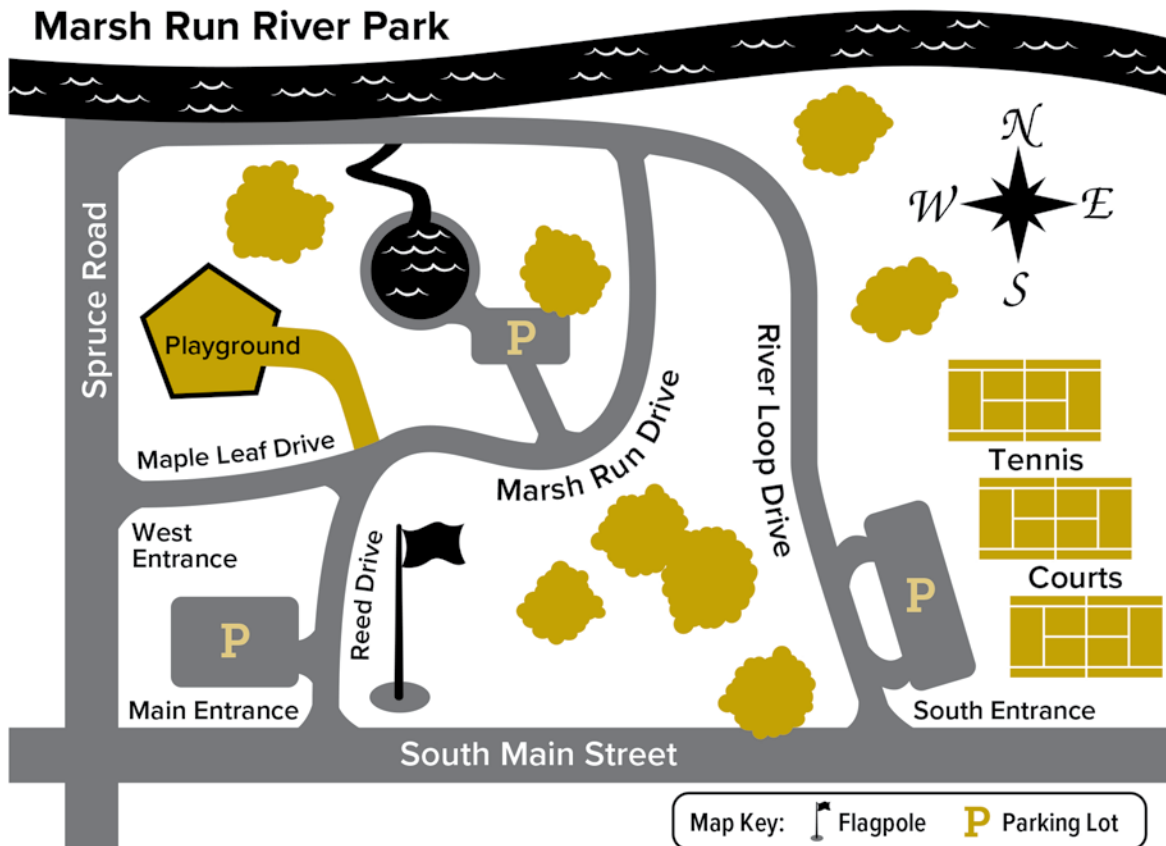 Marsh Run River Park
N
W
E
S
Spruce Road
Playground
P
Maple Leaf Drive
Marsh Run Drive
River Loop Drive
Tennis
Courts
West
Entrance
Reed Drive
P
P
Main Entrance
South Entrance
South Main Street
Map Key:
Flagpole
P
Parking Lot